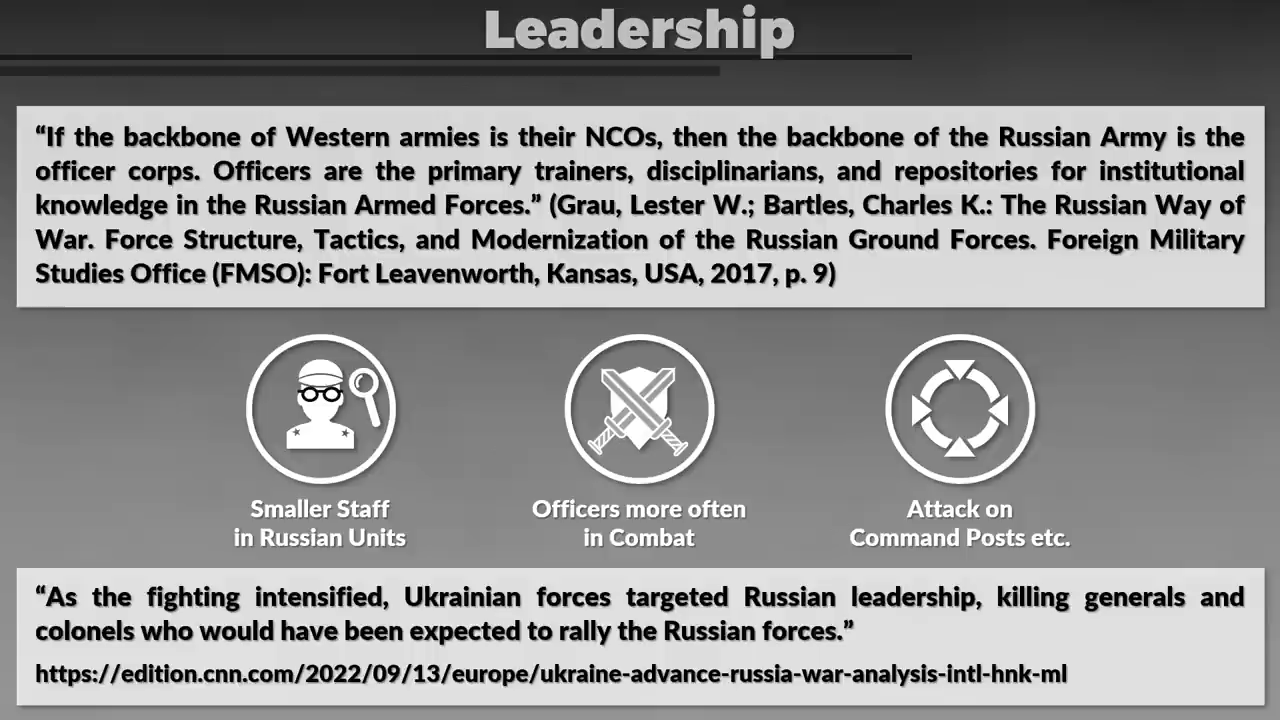 Leadership
“If the backbone of Western armies is their NCOs, then the backbone of the Russian Army is the
officer corps. Officers are the primary trainers, disciplinarians, and repositories for institutional
knowledge in the Russian Armed Forces.” (Grau, Lester W.; Bartles, Charles K.: The Russian Way of
War. Force Structure, Tactics, and Modernization of the Russian Ground Forces. Foreign Military
Studies Office (FMSO): Fort Leavenworth, Kansas, USA, 2017, p. 9)
Smaller Staff
in Russian Units
Officers more often
in Combat
Attack on
Command Posts etc.
“As the fighting intensified, Ukrainian forces targeted Russian leadership, killing generals and
colonels who would have been expected to rally the Russian forces.”
https://edition.cnn.com/2022/09/13/europe/ukraine-advance-russia-war-analysis-intl-hnk-ml